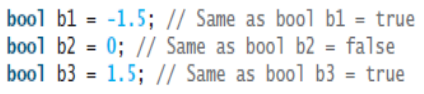 bool b1 = -1.5; // Same as bool b1 = true
bool b2 = 0; // Same as bool b2 = false
bool b3 = 1.5; // Same as bool b3 = true